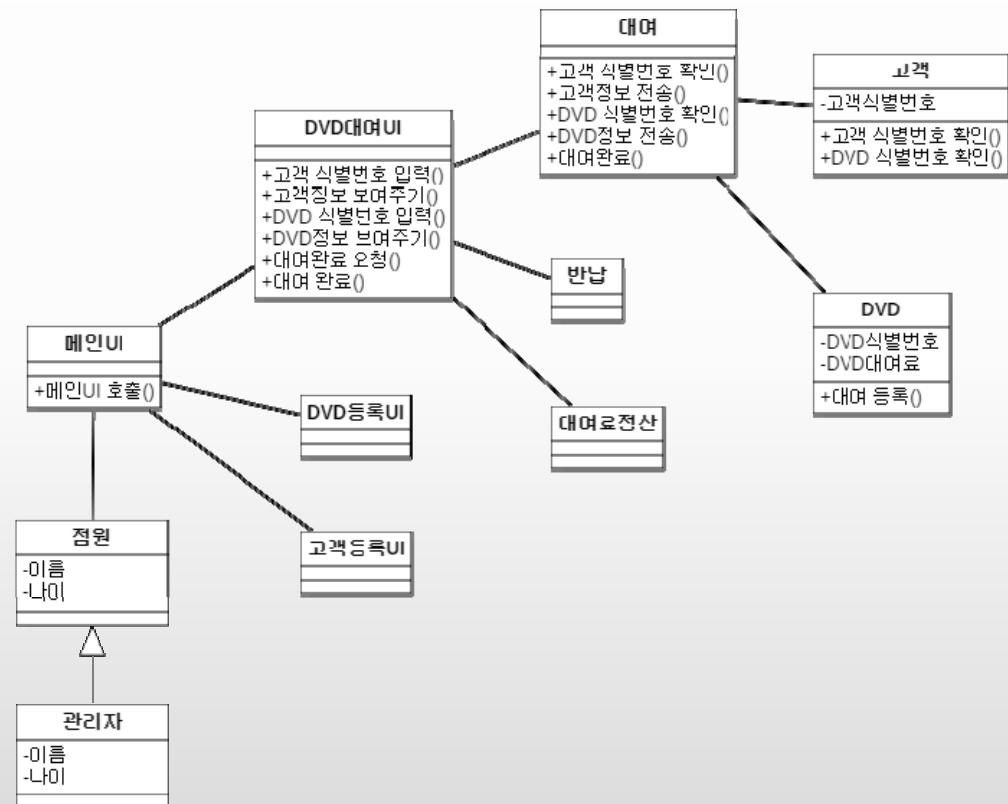 대여
+고객 식별번호 확인()
+고객정보 전송()
+DVD 식별번호 확인()
+DVD정보 전송()
+대여완료()
고객
-고객식별번호
+고객 식별번호 확인()
+DVD 식별번호 확인()
DVD대여UI
+고객 식별번호 입력()
+고객정보 보여주기()
+DVD 식별번호 입력()
+DVD정보 보여주기()
+대여완료 요청()
+대여 완료()
반납
DVD
-DVD식별번호
-DVD대여료
+대여 등록()
메인UI
+메인UI 호출()
DVD등록UI
대여료정산
점원
-이름
-나이
고객등록UI
관리자
-이름
-나이